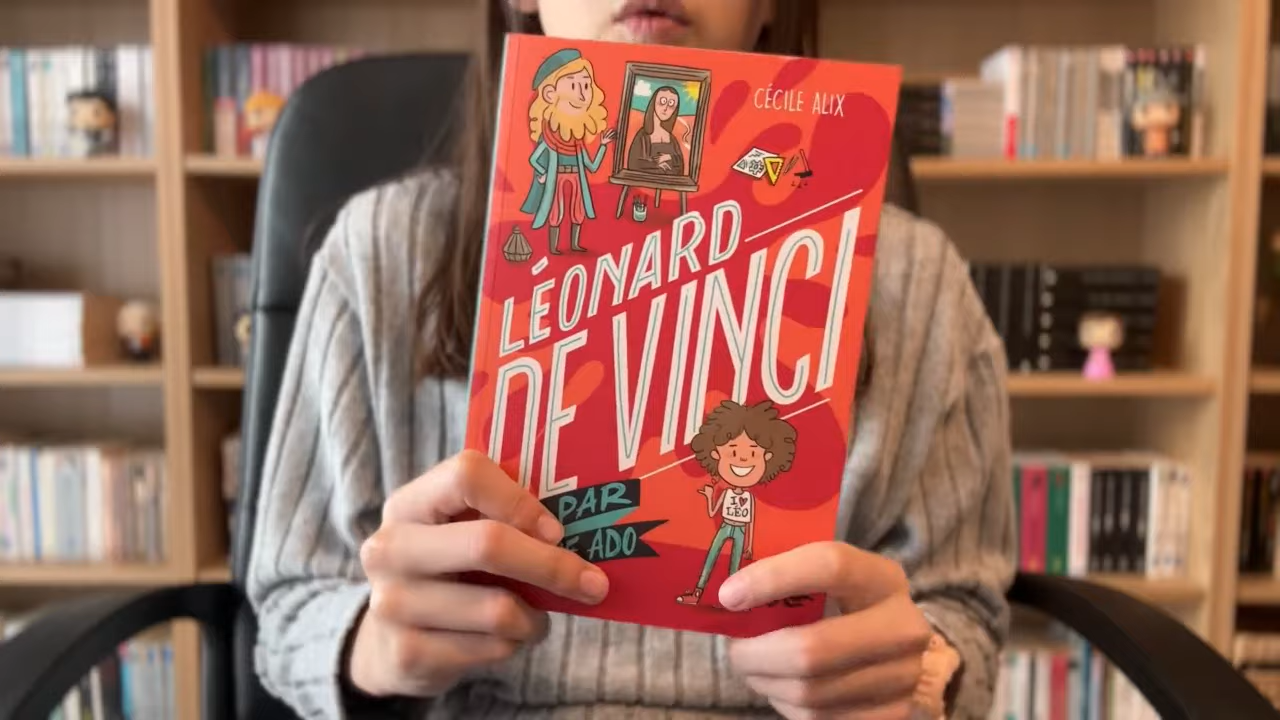 CÉCILE ALIX
LÉONARD
DE VINCI
PAR
ADO
I ♥
LÉO